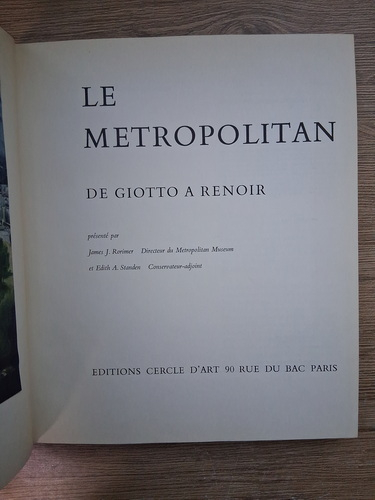 LE
METROPOLITAN
DE GIOTTO A RENOIR
présenté par
James J. Rorimer Directeur du Metropolitan Museum
et Edith A. Standen Conservateur-adjoint
EDITIONS CERCLE D'ART 90 RUE DU BAC PARIS